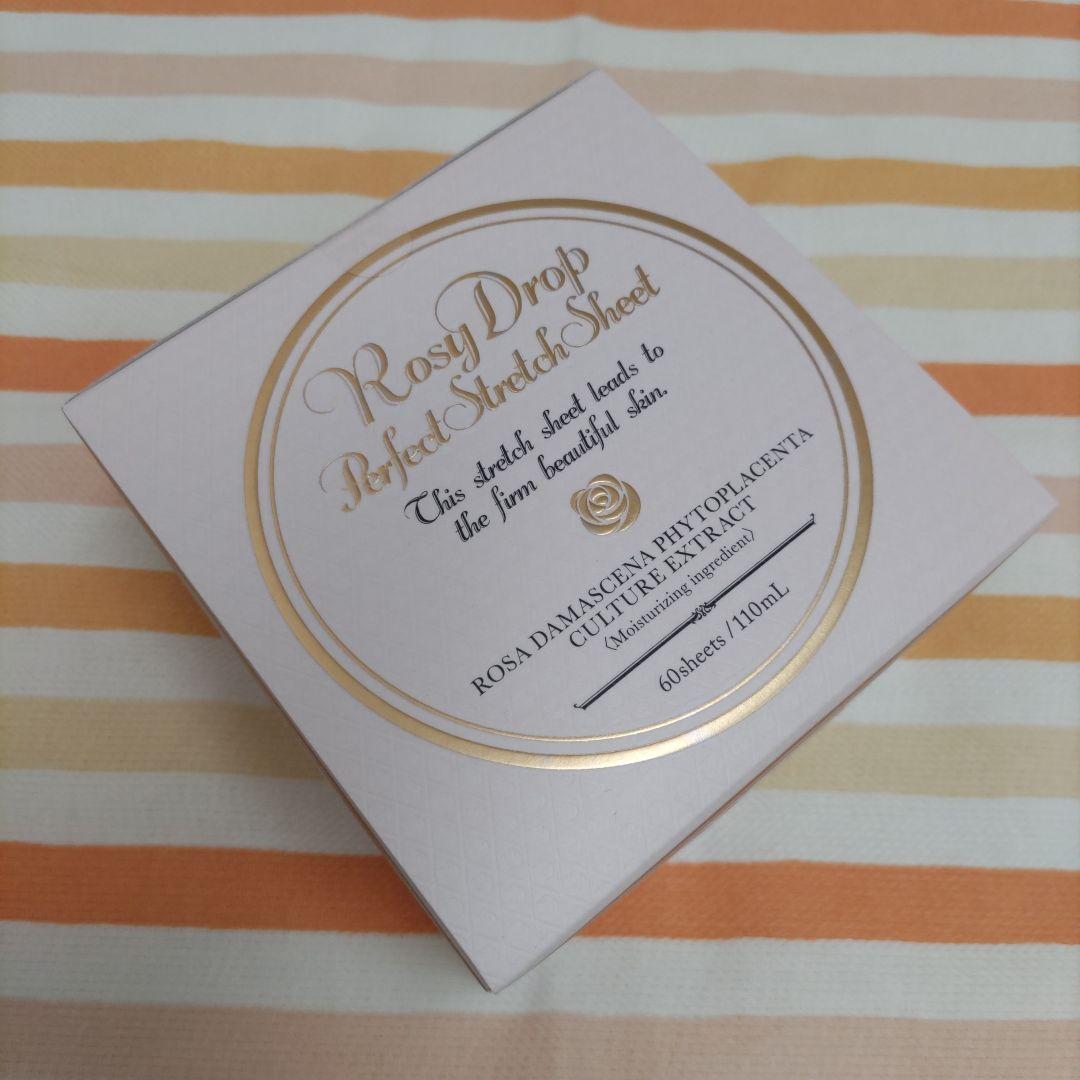 Rosy Drop
Perfect Stretch Sheet
This stretch sheet leads to
the firm beautiful skin.
ROSA DAMASCENA PHYTOPLACENTA
CULTURE EXTRACT
〈Moisturizing ingredient〉
60sheets / 110mL